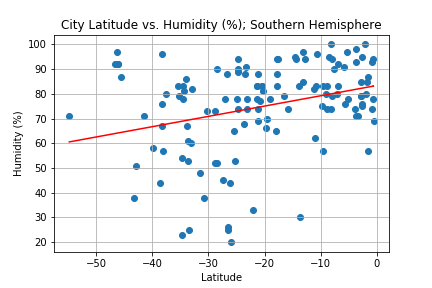 City Latitude vs. Humidity (%); Southern Hemisphere
100
90
80
70
60
50
40
30
20
Humidity (%)
−50 −40 −30 −20 −10 0
Latitude